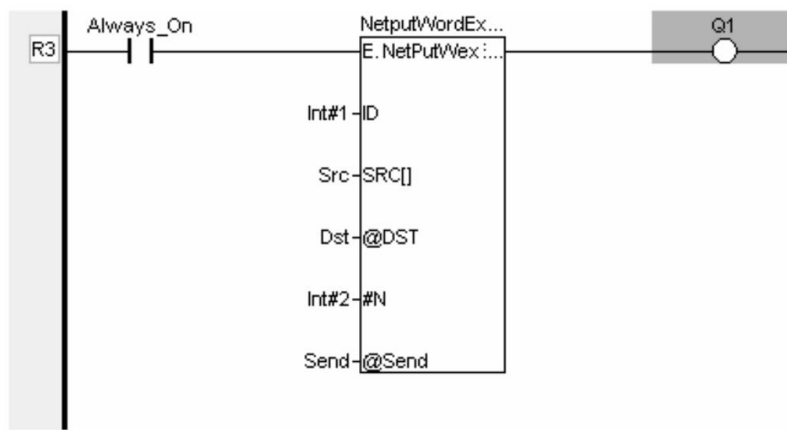 Always_On NetputWordEx... Q1
R3 E.NetPutWex:...
Int#1 ID
Src SRC[]
Dst @DST
Int#2 #N
Send @Send